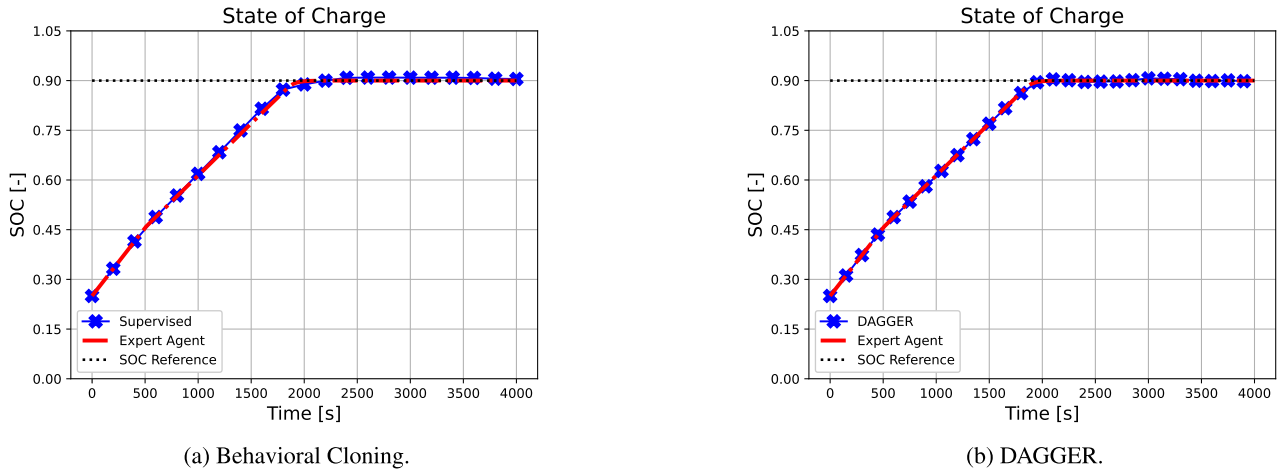 State of Charge
1.05
0.90
0.75
0.60
0.45
0.30
0.15
0.00
SOC [-]
Supervised
Expert Agent
SOC Reference
0 500 1000 1500 2000 2500 3000 3500 4000
Time [s]
(a) Behavioral Cloning.
State of Charge
1.05
0.90
0.75
0.60
0.45
0.30
0.15
0.00
SOC [-]
DAGGER
Expert Agent
SOC Reference
0 500 1000 1500 2000 2500 3000 3500 4000
Time [s]
(b) DAGGER.